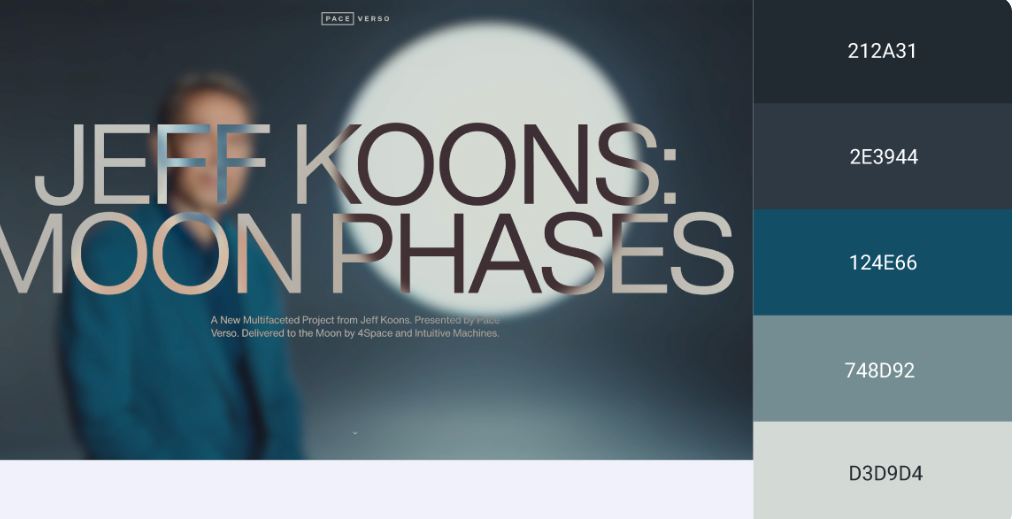 PACE VERSO
JEFF KOONS:
MOON PHASES
A New Multifaceted Project from Jeff Koons. Presented by Pace
Verso. Delivered to the Moon by 4Space and Intuitive Machines.
212A31
2E3944
124E66
748D92
D3D9D4